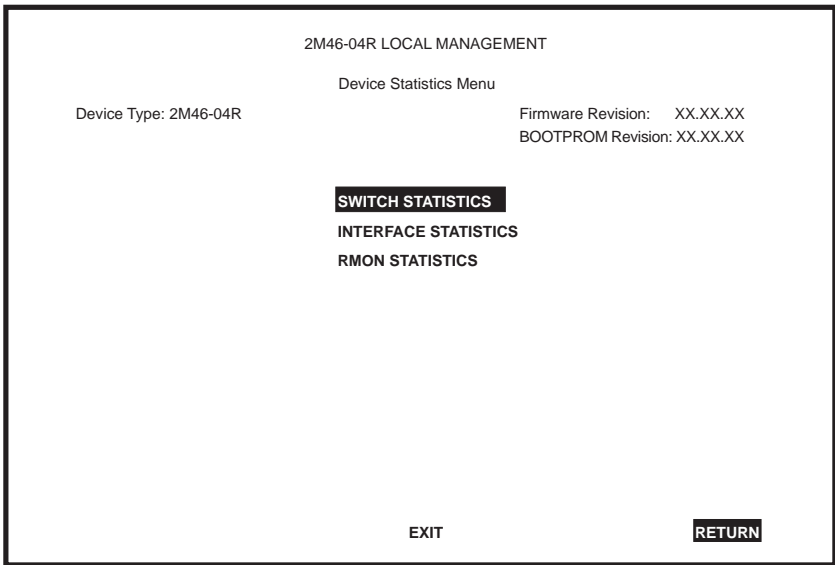 2M46-04R LOCAL MANAGEMENT
Device Statistics Menu
Device Type: 2M46-04R Firmware Revision: XX.XX.XX
BOOTPROM Revision: XX.XX.XX
SWITCH STATISTICS
INTERFACE STATISTICS
RMON STATISTICS
EXIT RETURN